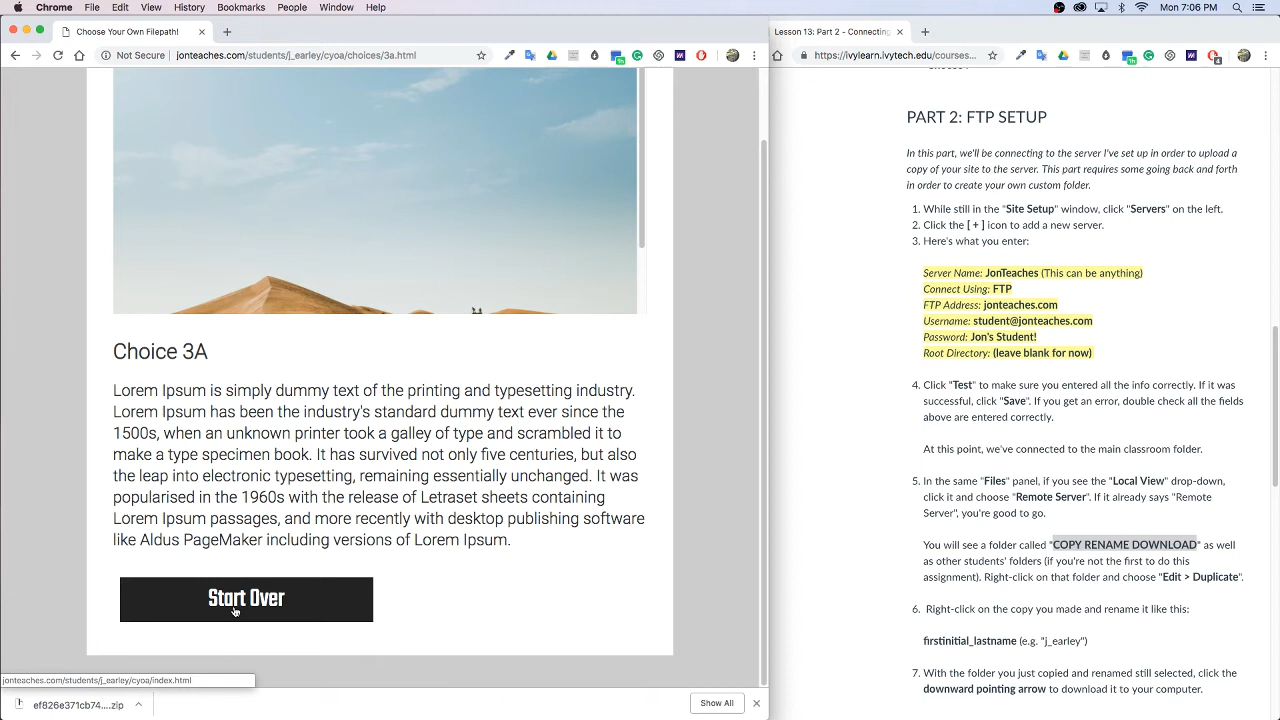 Chrome File Edit View History Bookmarks People Window Help Mon 7:06 PM
Choose Your Own Filepath!
Not Secure jonteaches.com/students/j_earley/cyoa/choices/3a.html
Choice 3A
Lorem Ipsum is simply dummy text of the printing and typesetting industry.
Lorem Ipsum has been the industry's standard dummy text ever since the
1500s, when an unknown printer took a galley of type and scrambled it to
make a type specimen book. It has survived not only five centuries, but also
the leap into electronic typesetting, remaining essentially unchanged. It was
popularised in the 1960s with the release of Letraset sheets containing
Lorem Ipsum passages, and more recently with desktop publishing software
like Aldus PageMaker including versions of Lorem Ipsum.
Start Over
jonteaches.com/students/j_earley/cyoa/index.html
ef826e371cb74....zip
Show All
Lesson 13: Part 2 - Connecting
https://ivylearn.ivytech.edu/courses...
PART 2: FTP SETUP
In this part, we'll be connecting to the server I've set up in order to upload a
copy of your site to the server. This part requires some going back and forth
in order to create your own custom folder.
1. While still in the "Site Setup" window, click "Servers" on the left.
2. Click the [ + ] icon to add a new server.
3. Here's what you enter:
Server Name: JonTeaches (This can be anything)
Connect Using: FTP
FTP Address: jonteaches.com
Username: student@jonteaches.com
Password: Jon's Student!
Root Directory: (leave blank for now)
4. Click "Test" to make sure you entered all the info correctly. If it was
successful, click "Save". If you get an error, double check all the fields
above are entered correctly.
At this point, we've connected to the main classroom folder.
5. In the same "Files" panel, if you see the "Local View" drop-down,
click it and choose "Remote Server". If it already says "Remote
Server", you're good to go.
You will see a folder called "COPY RENAME DOWNLOAD" as well
as other students' folders (if you're not the first to do this
assignment). Right-click on that folder and choose "Edit > Duplicate".
6. Right-click on the copy you made and rename it like this:
firstinitial_lastname (e.g. "j_earley")
7. With the folder you just copied and renamed still selected, click the
downward pointing arrow to download it to your computer.